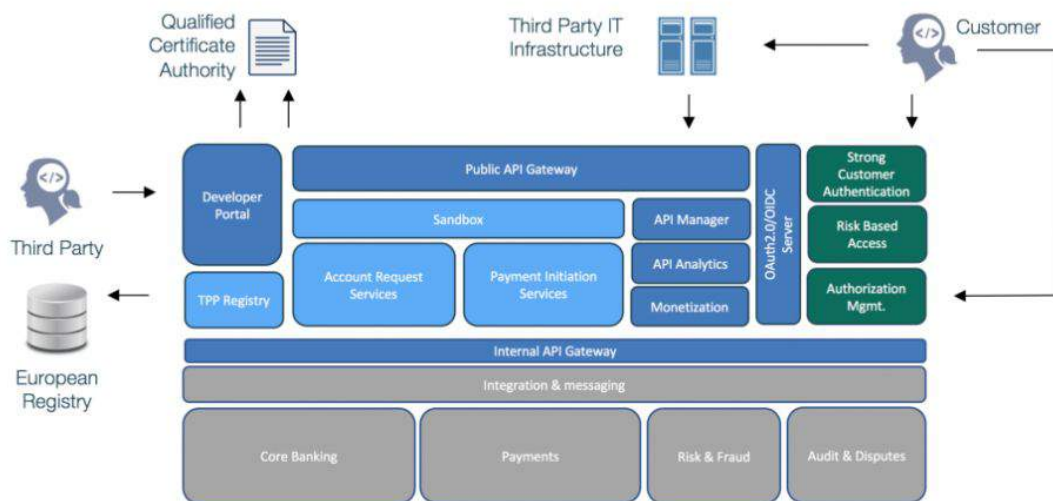 Qualified
Certificate
Authority
Third Party IT
Infrastructure
Customer
Third Party
European
Registry
Developer
Portal
TPP Registry
Public API Gateway
Sandbox
Account Request
Services
Payment Initiation
Services
API Manager
API Analytics
Monetization
OAuth2.0/OIDC
Server
Strong
Customer
Authentication
Risk Based
Access
Authorization
Mgmt.
Internal API Gateway
Integration & messaging
Core Banking
Payments
Risk & Fraud
Audit & Disputes